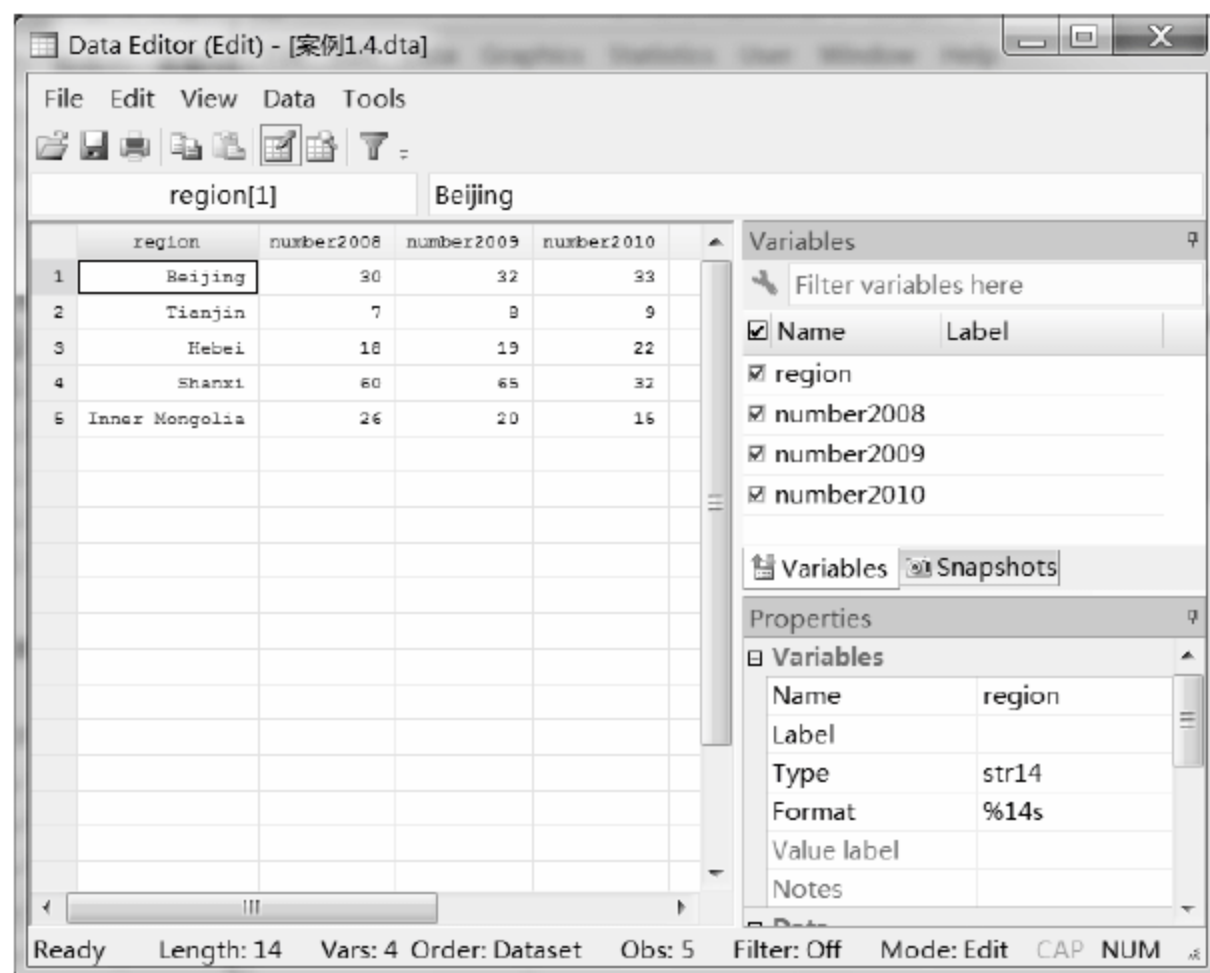 Data Editor (Edit) - [案例1.4.dta]
File Edit View Data Tools
region[1] Beijing
region number2008 number2009 number2010
1 Beijing 30 32 33
2 Tianjin 7 8 9
3 Hebei 18 19 22
4 Shanxi 60 65 32
5 Inner Mongolia 26 20 16
Variables
Filter variables here
Name Label
region
number2008
number2009
number2010
Variables Snapshots
Properties
Variables
Name region
Label
Type str14
Format %14s
Value label
Notes
Data
Ready Length: 14 Vars: 4 Order: Dataset Obs: 5 Filter: Off Mode: Edit CAP NUM